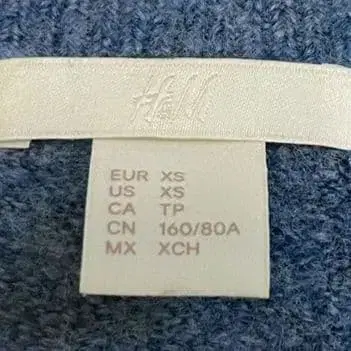 H&M
EUR XS
US XS
CA TP
CN 160/80A
MX XCH